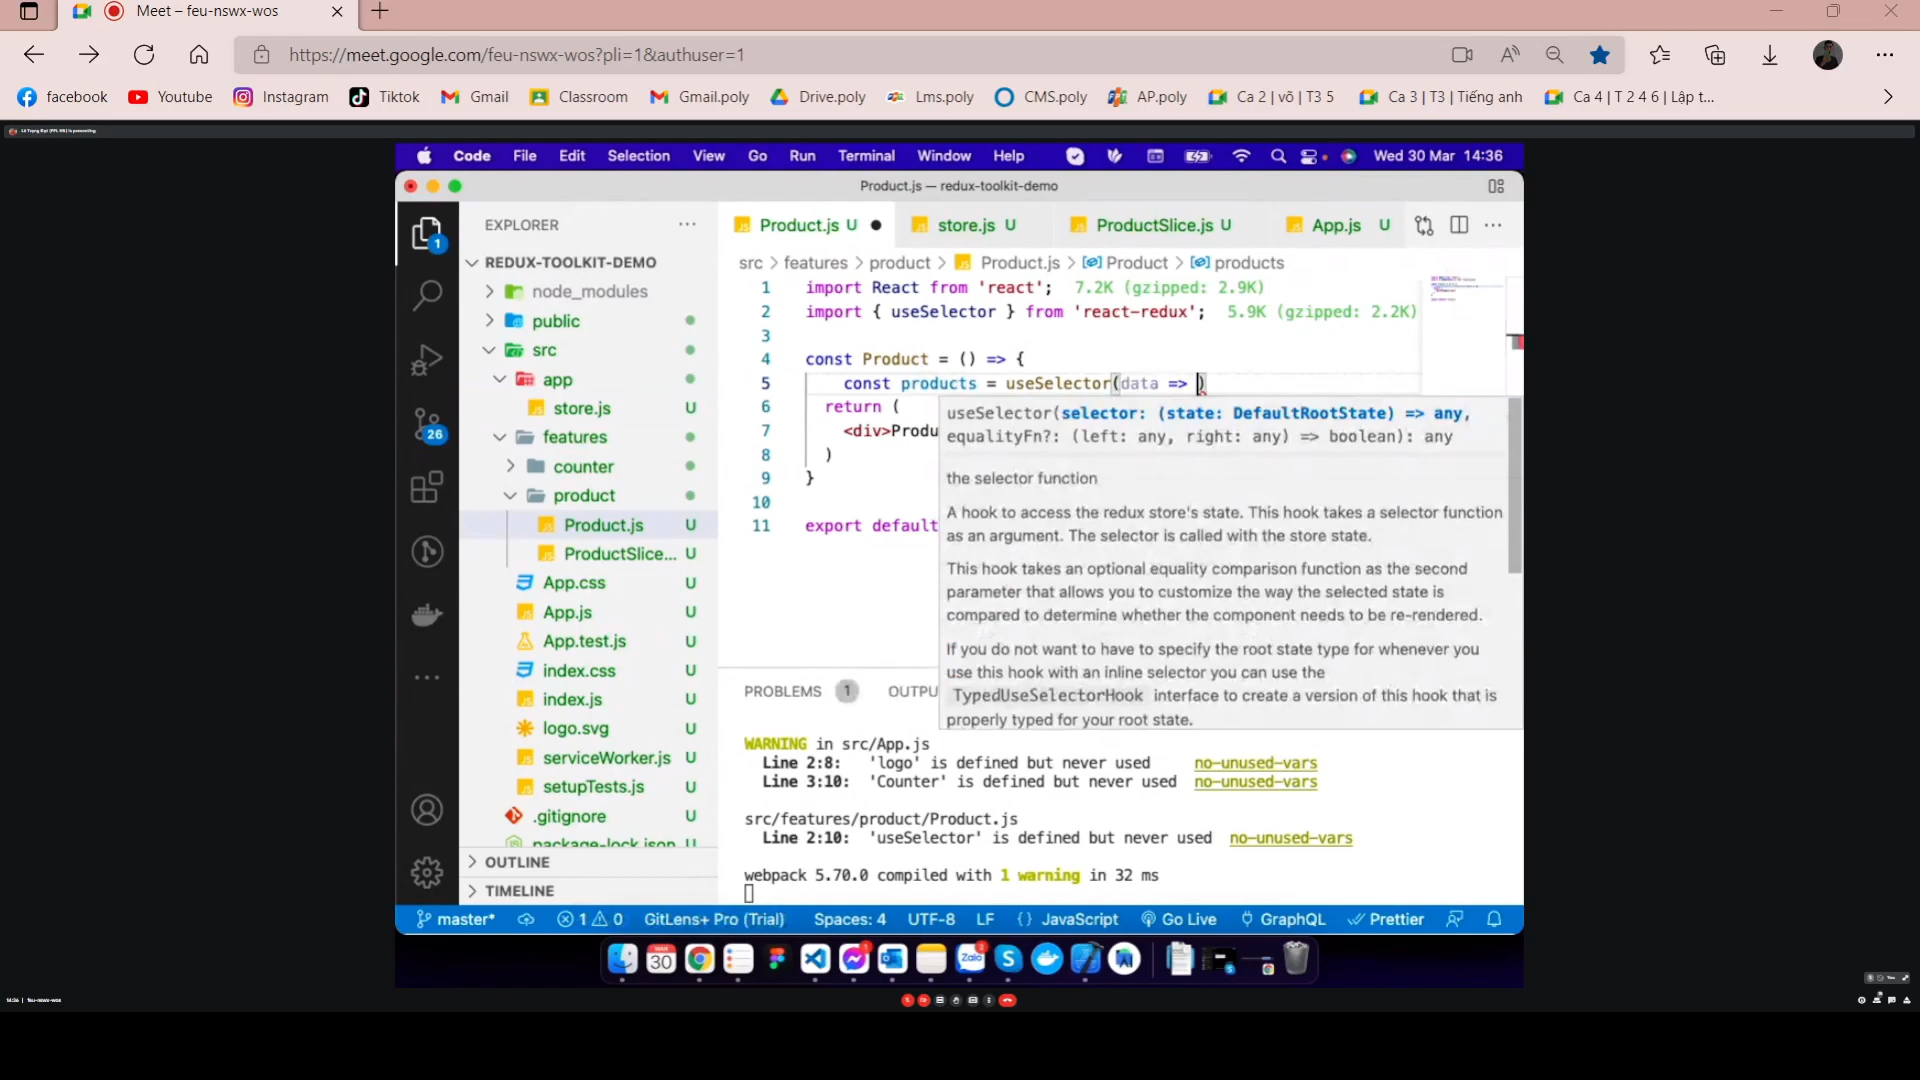 Meet – feu-nswx-wos
https://meet.google.com/feu-nswx-wos?pli=1&authuser=1
facebook Youtube Instagram Tiktok Gmail Classroom Gmail.poly Drive.poly Lms.poly CMS.poly AP.poly Ca 2 | võ | T3 5 Ca 3 | T3 | Tiếng anh Ca 4 | T 2 4 6 | Lập t...
Code File Edit Selection View Go Run Terminal Window Help Wed 30 Mar 14:36
Product.js — redux-toolkit-demo
EXPLORER
Product.js U store.js U ProductSlice.js U App.js U
src > features > product > Product.js > Product > products
1
26
REDUX-TOOLKIT-DEMO
node_modules
public
src
app
store.js U
features
counter
product
Product.js U
ProductSlice... U
App.css U
App.js U
App.test.js U
index.css U
index.js U
logo.svg U
serviceWorker.js U
setupTests.js U
.gitignore U
package-lock.json U
OUTLINE
TIMELINE
1 import React from 'react'; 7.2K (gzipped: 2.9K)
2 import { useSelector } from 'react-redux'; 5.9K (gzipped: 2.2K)
3
4 const Product = () => {
5 const products = useSelector(data => )
6 return (
7 <div>Produ
8 )
9 }
10
11 export default
useSelector(selector: (state: DefaultRootState) => any,
equalityFn?: (left: any, right: any) => boolean): any
the selector function
A hook to access the redux store's state. This hook takes a selector function
as an argument. The selector is called with the store state.
This hook takes an optional equality comparison function as the second
parameter that allows you to customize the way the selected state is
compared to determine whether the component needs to be re-rendered.
If you do not want to have to specify the root state type for whenever you
use this hook with an inline selector you can use the
TypedUseSelectorHook interface to create a version of this hook that is
properly typed for your root state.
PROBLEMS 1 OUTPU
WARNING in src/App.js
Line 2:8: 'logo' is defined but never used no-unused-vars
Line 3:10: 'Counter' is defined but never used no-unused-vars
src/features/product/Product.js
Line 2:10: 'useSelector' is defined but never used no-unused-vars
webpack 5.70.0 compiled with 1 warning in 32 ms
master* 1 0 GitLens+ Pro (Trial) Spaces: 4 UTF-8 LF {} JavaScript Go Live GraphQL Prettier
MAR
30
Zalo
14:36 | feu-nswx-wos